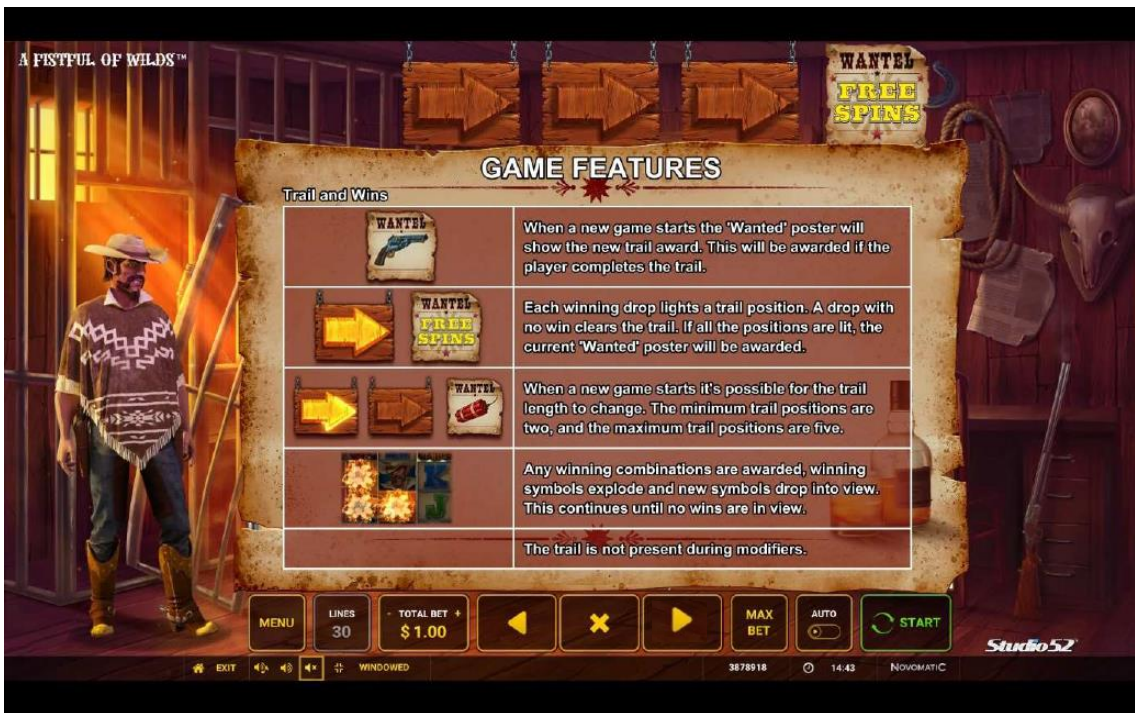 A FISTFUL OF WILDS™
WANTED
FREE
SPINS
GAME FEATURES
Trail and Wins
WANTED
When a new game starts the 'Wanted' poster will
show the new trail award. This will be awarded if the
player completes the trail.
WANTED
FREE
SPINS
Each winning drop lights a trail position. A drop with
no win clears the trail. If all the positions are lit, the
current 'Wanted' poster will be awarded.
WANTED
When a new game starts it's possible for the trail
length to change. The minimum trail positions are
two, and the maximum trail positions are five.
K
J
Any winning combinations are awarded, winning
symbols explode and new symbols drop into view.
This continues until no wins are in view.
The trail is not present during modifiers.
MENU
LINES
30
- TOTAL BET +
$1.00
MAX
BET
AUTO
START
Studio52
EXIT
WINDOWED
3878918
14:43
NOVOMATIC